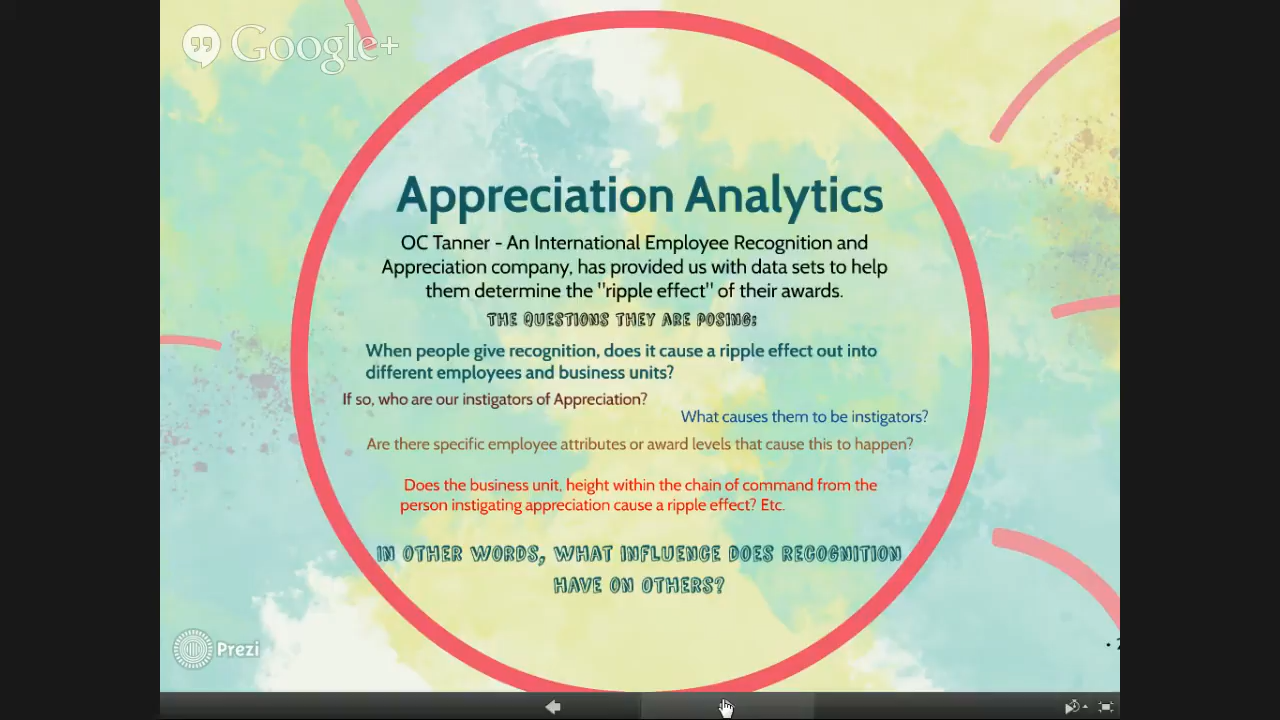 Google+
Appreciation Analytics
OC Tanner - An International Employee Recognition and
Appreciation company, has provided us with data sets to help
them determine the "ripple effect" of their awards.
THE QUESTIONS THEY ARE POSING:
When people give recognition, does it cause a ripple effect out into
different employees and business units?
If so, who are our instigators of Appreciation?
What causes them to be instigators?
Are there specific employee attributes or award levels that cause this to happen?
Does the business unit, height within the chain of command from the
person instigating appreciation cause a ripple effect? Etc.
IN OTHER WORDS, WHAT INFLUENCE DOES RECOGNITION
HAVE ON OTHERS?
Prezi